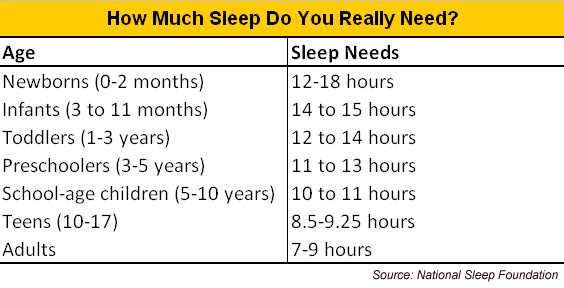 How Much Sleep Do You Really Need?
Age Sleep Needs
Newborns (0-2 months) 12-18 hours
Infants (3 to 11 months) 14 to 15 hours
Toddlers (1-3 years) 12 to 14 hours
Preschoolers (3-5 years) 11 to 13 hours
School-age children (5-10 years) 10 to 11 hours
Teens (10-17) 8.5-9.25 hours
Adults 7-9 hours
Source: National Sleep Foundation